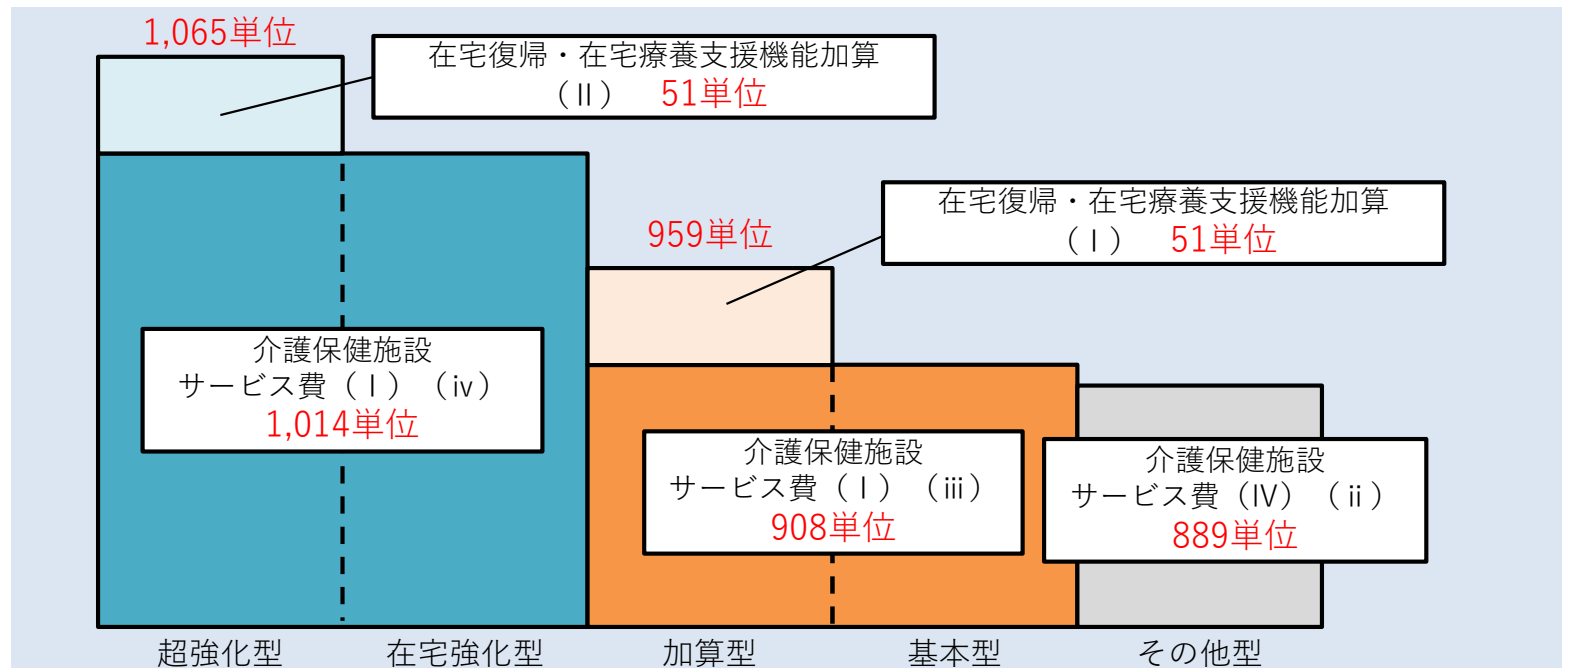 1,065単位
在宅復帰・在宅療養支援機能加算
（Ⅱ）　51単位
在宅復帰・在宅療養支援機能加算
（Ⅰ）　51単位
959単位
介護保健施設
サービス費（Ⅰ）（ⅳ）
1,014単位
介護保健施設
サービス費（Ⅰ）（ⅲ）
908単位
介護保健施設
サービス費（Ⅳ）（ⅱ）
889単位
超強化型　在宅強化型　加算型　基本型　その他型